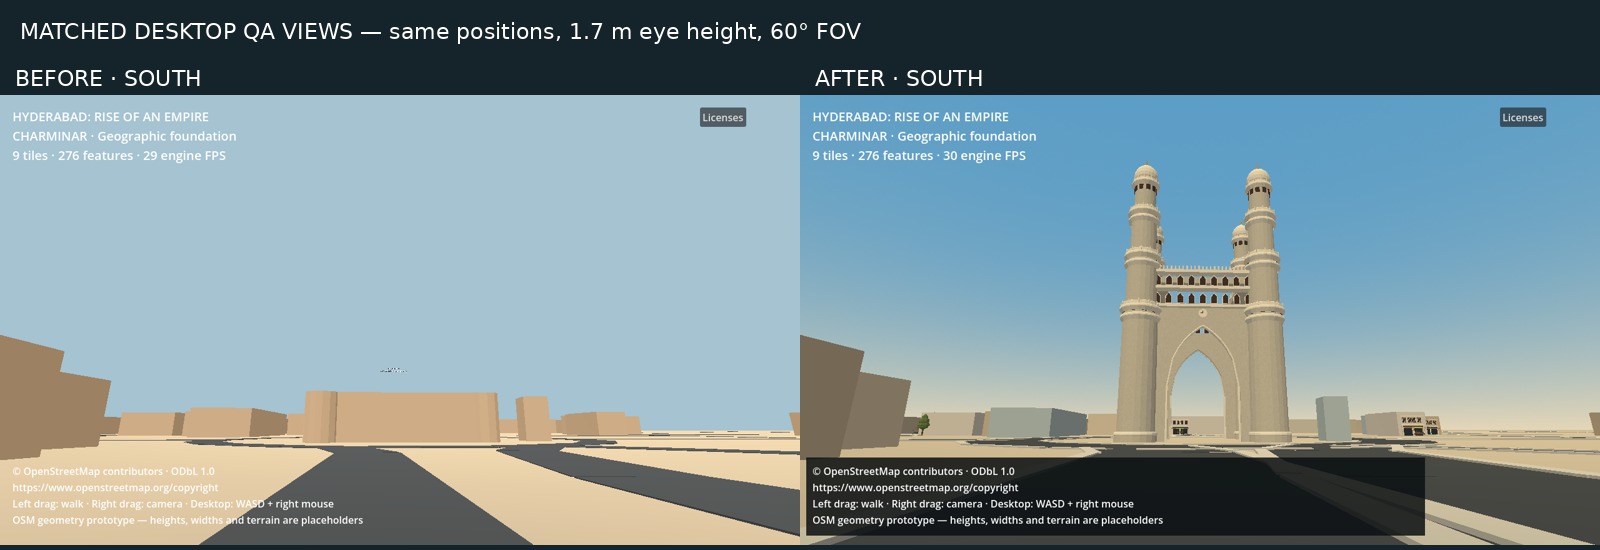 MATCHED DESKTOP QA VIEWS — same positions, 1.7 m eye height, 60° FOV
BEFORE · SOUTH
HYDERABAD: RISE OF AN EMPIRE
CHARMINAR · Geographic foundation
9 tiles · 276 features · 29 engine FPS
Licenses
© OpenStreetMap contributors · ODbL 1.0
https://www.openstreetmap.org/copyright
Left drag: walk · Right drag: camera · Desktop: WASD + right mouse
OSM geometry prototype — heights, widths and terrain are placeholders
AFTER · SOUTH
HYDERABAD: RISE OF AN EMPIRE
CHARMINAR · Geographic foundation
9 tiles · 276 features · 30 engine FPS
Licenses
© OpenStreetMap contributors · ODbL 1.0
https://www.openstreetmap.org/copyright
Left drag: walk · Right drag: camera · Desktop: WASD + right mouse
OSM geometry prototype — heights, widths and terrain are placeholders